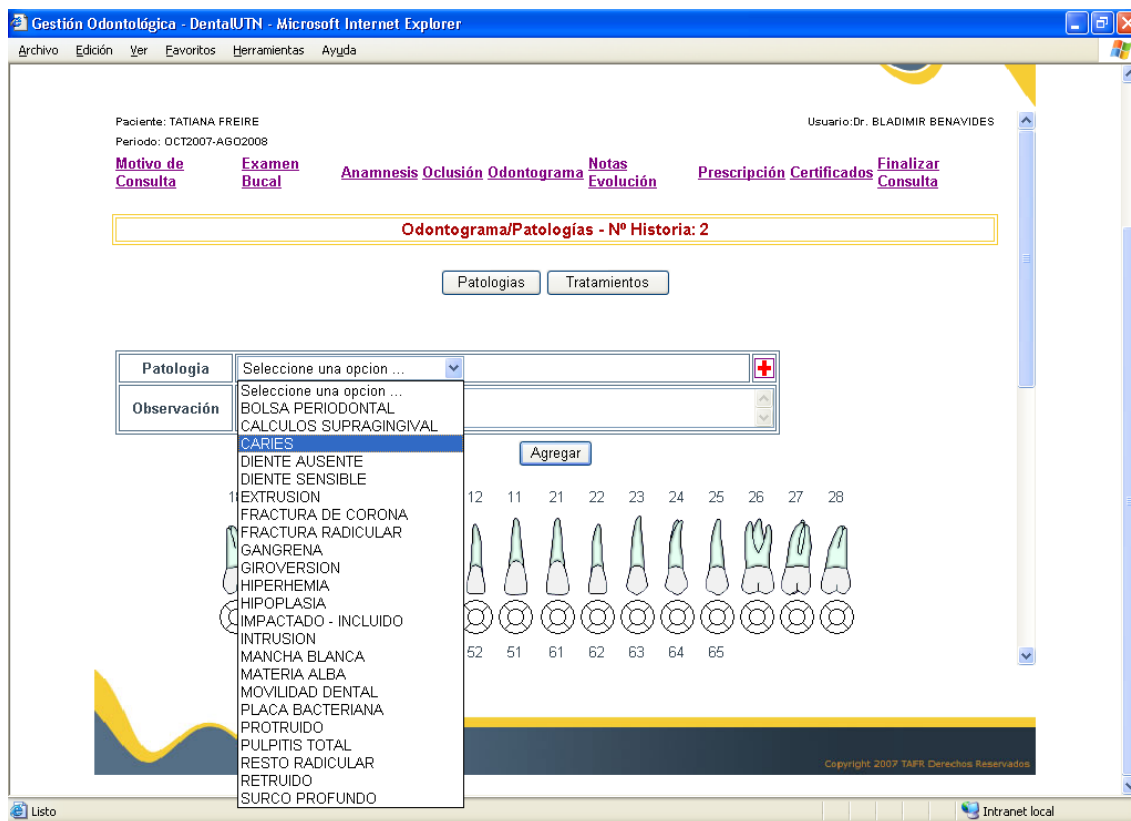 Gestión Odontológica - DentalUTN - Microsoft Internet Explorer
Archivo Edición Ver Favoritos Herramientas Ayuda
Paciente: TATIANA FREIRE Usuario:Dr. BLADIMIR BENAVIDES
Periodo: OCT2007-AGO2008
Motivo de Consulta Examen Bucal Anamnesis Oclusión Odontograma Notas Evolución Prescripción Certificados Finalizar Consulta
Odontograma/Patologías - Nº Historia: 2
Patologias Tratamientos
Patologia Seleccione una opcion ...
Observación
Seleccione una opcion ...
BOLSA PERIODONTAL
CALCULOS SUPRAGINGIVAL
CARIES
DIENTE AUSENTE
DIENTE SENSIBLE
EXTRUSION
FRACTURA DE CORONA
FRACTURA RADICULAR
GANGRENA
GIROVERSION
HIPERHEMIA
HIPOPLASIA
IMPACTADO - INCLUIDO
INTRUSION
MANCHA BLANCA
MATERIA ALBA
MOVILIDAD DENTAL
PLACA BACTERIANA
PROTRUIDO
PULPITIS TOTAL
RESTO RADICULAR
RETRUIDO
SURCO PROFUNDO
Agregar
12 11 21 22 23 24 25 26 27 28
52 51 61 62 63 64 65
Copyright 2007 TAIFR Derechos Reservados
Listo Intranet local